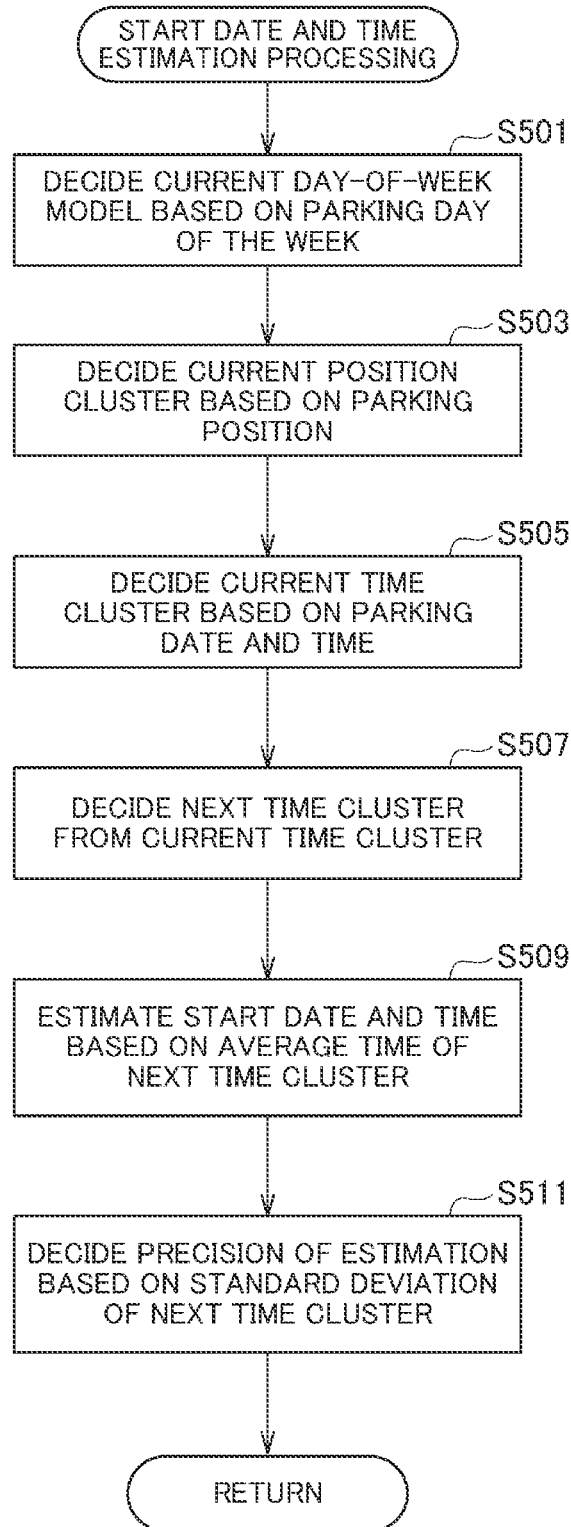 START DATE AND TIME
ESTIMATION PROCESSING
S501
DECIDE CURRENT DAY-OF-WEEK
MODEL BASED ON PARKING DAY
OF THE WEEK
S503
DECIDE CURRENT POSITION
CLUSTER BASED ON PARKING
POSITION
S505
DECIDE CURRENT TIME
CLUSTER BASED ON PARKING
DATE AND TIME
S507
DECIDE NEXT TIME CLUSTER
FROM CURRENT TIME CLUSTER
S509
ESTIMATE START DATE AND TIME
BASED ON AVERAGE TIME OF
NEXT TIME CLUSTER
S511
DECIDE PRECISION OF ESTIMATION
BASED ON STANDARD DEVIATION
OF NEXT TIME CLUSTER
RETURN